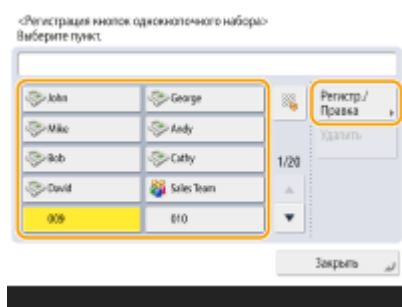 <Регистрация кнопок однокнопочного набора>
Выберите пункт.
John
George
Регистр./
Правка
Mike
Andy
Удалить
Bob
Cathy
1/20
David
Sales Team
009
010
Закрыть